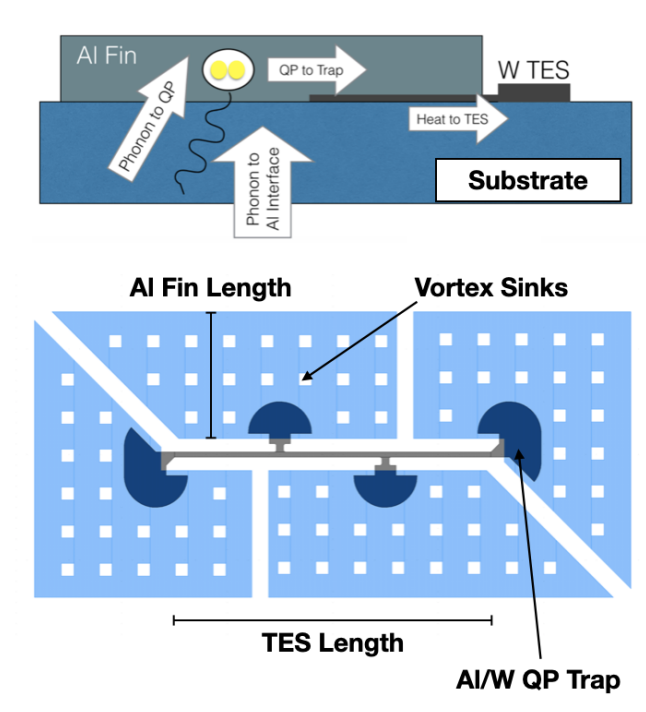 Al Fin
Phonon to QP
QP to Trap
W TES
Heat to TES
Phonon to
Al Interface
Substrate
Al Fin Length
Vortex Sinks
TES Length
Al/W QP Trap